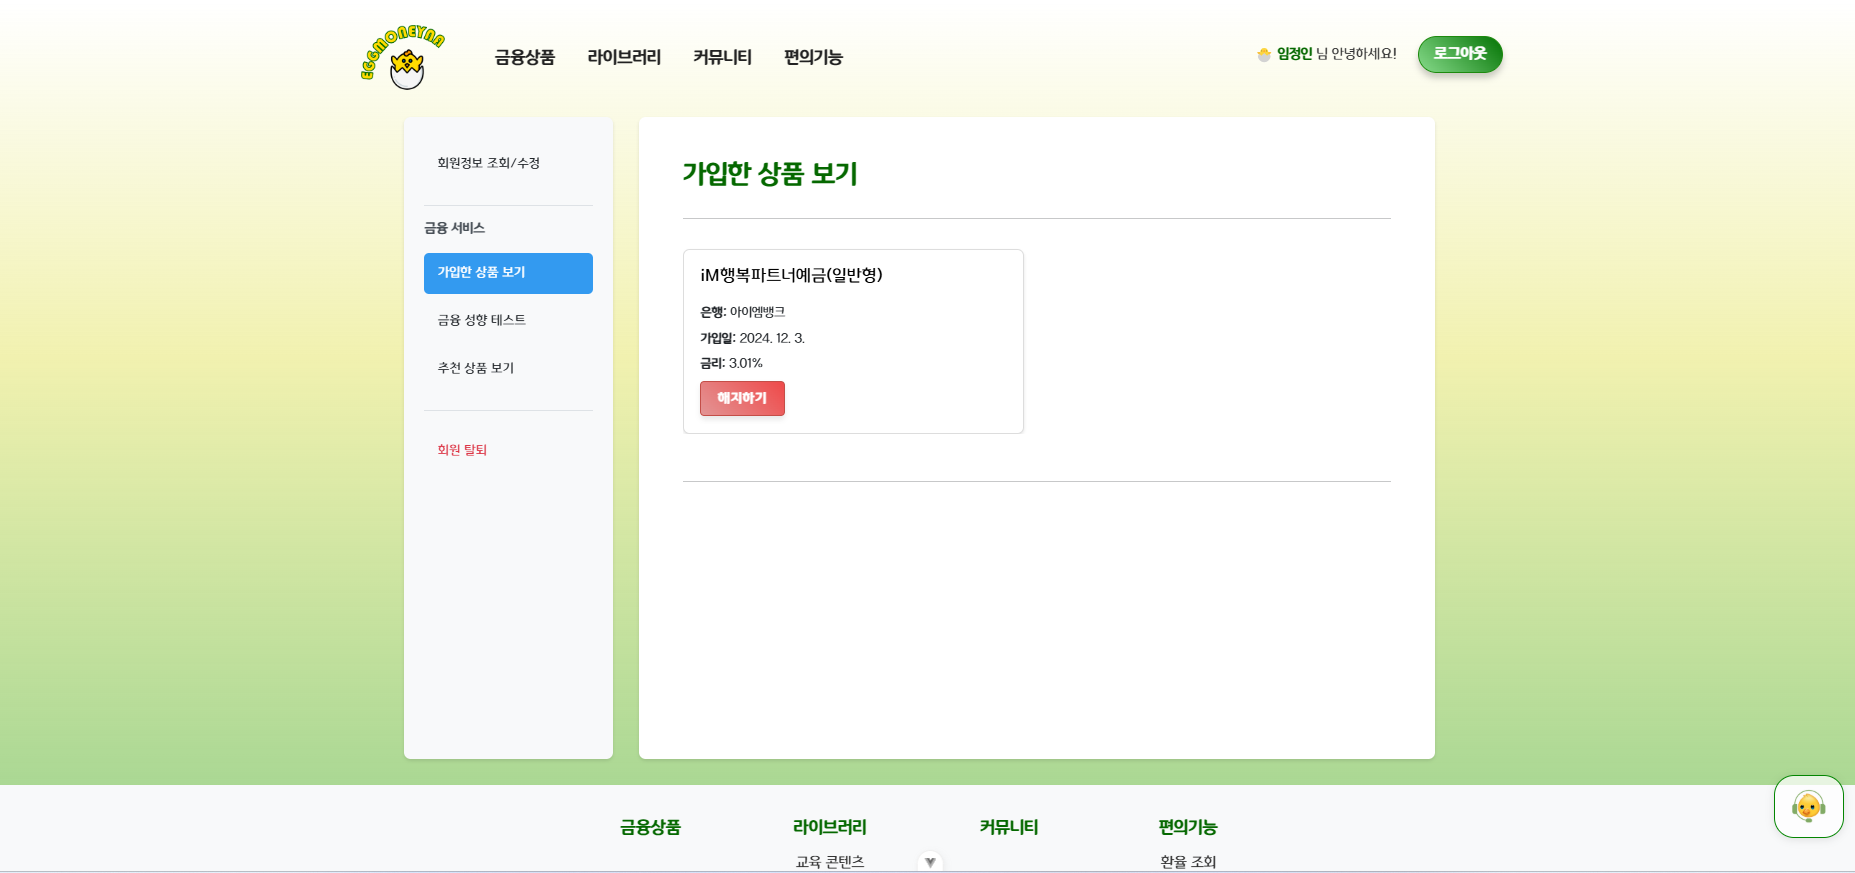 EGGMONEYNA
금융상품 라이브러리 커뮤니티 편의기능
임정인 님 안녕하세요!
로그아웃
회원정보 조회/수정
금융 서비스
가입한 상품 보기
금융 성향 테스트
추천 상품 보기
회원 탈퇴
가입한 상품 보기
iM행복파트너예금(일반형)
은행: 아이엠뱅크
가입일: 2024. 12. 3.
금리: 3.01%
해지하기
금융상품 라이브러리 커뮤니티 편의기능
교육 콘텐츠 환율 조회